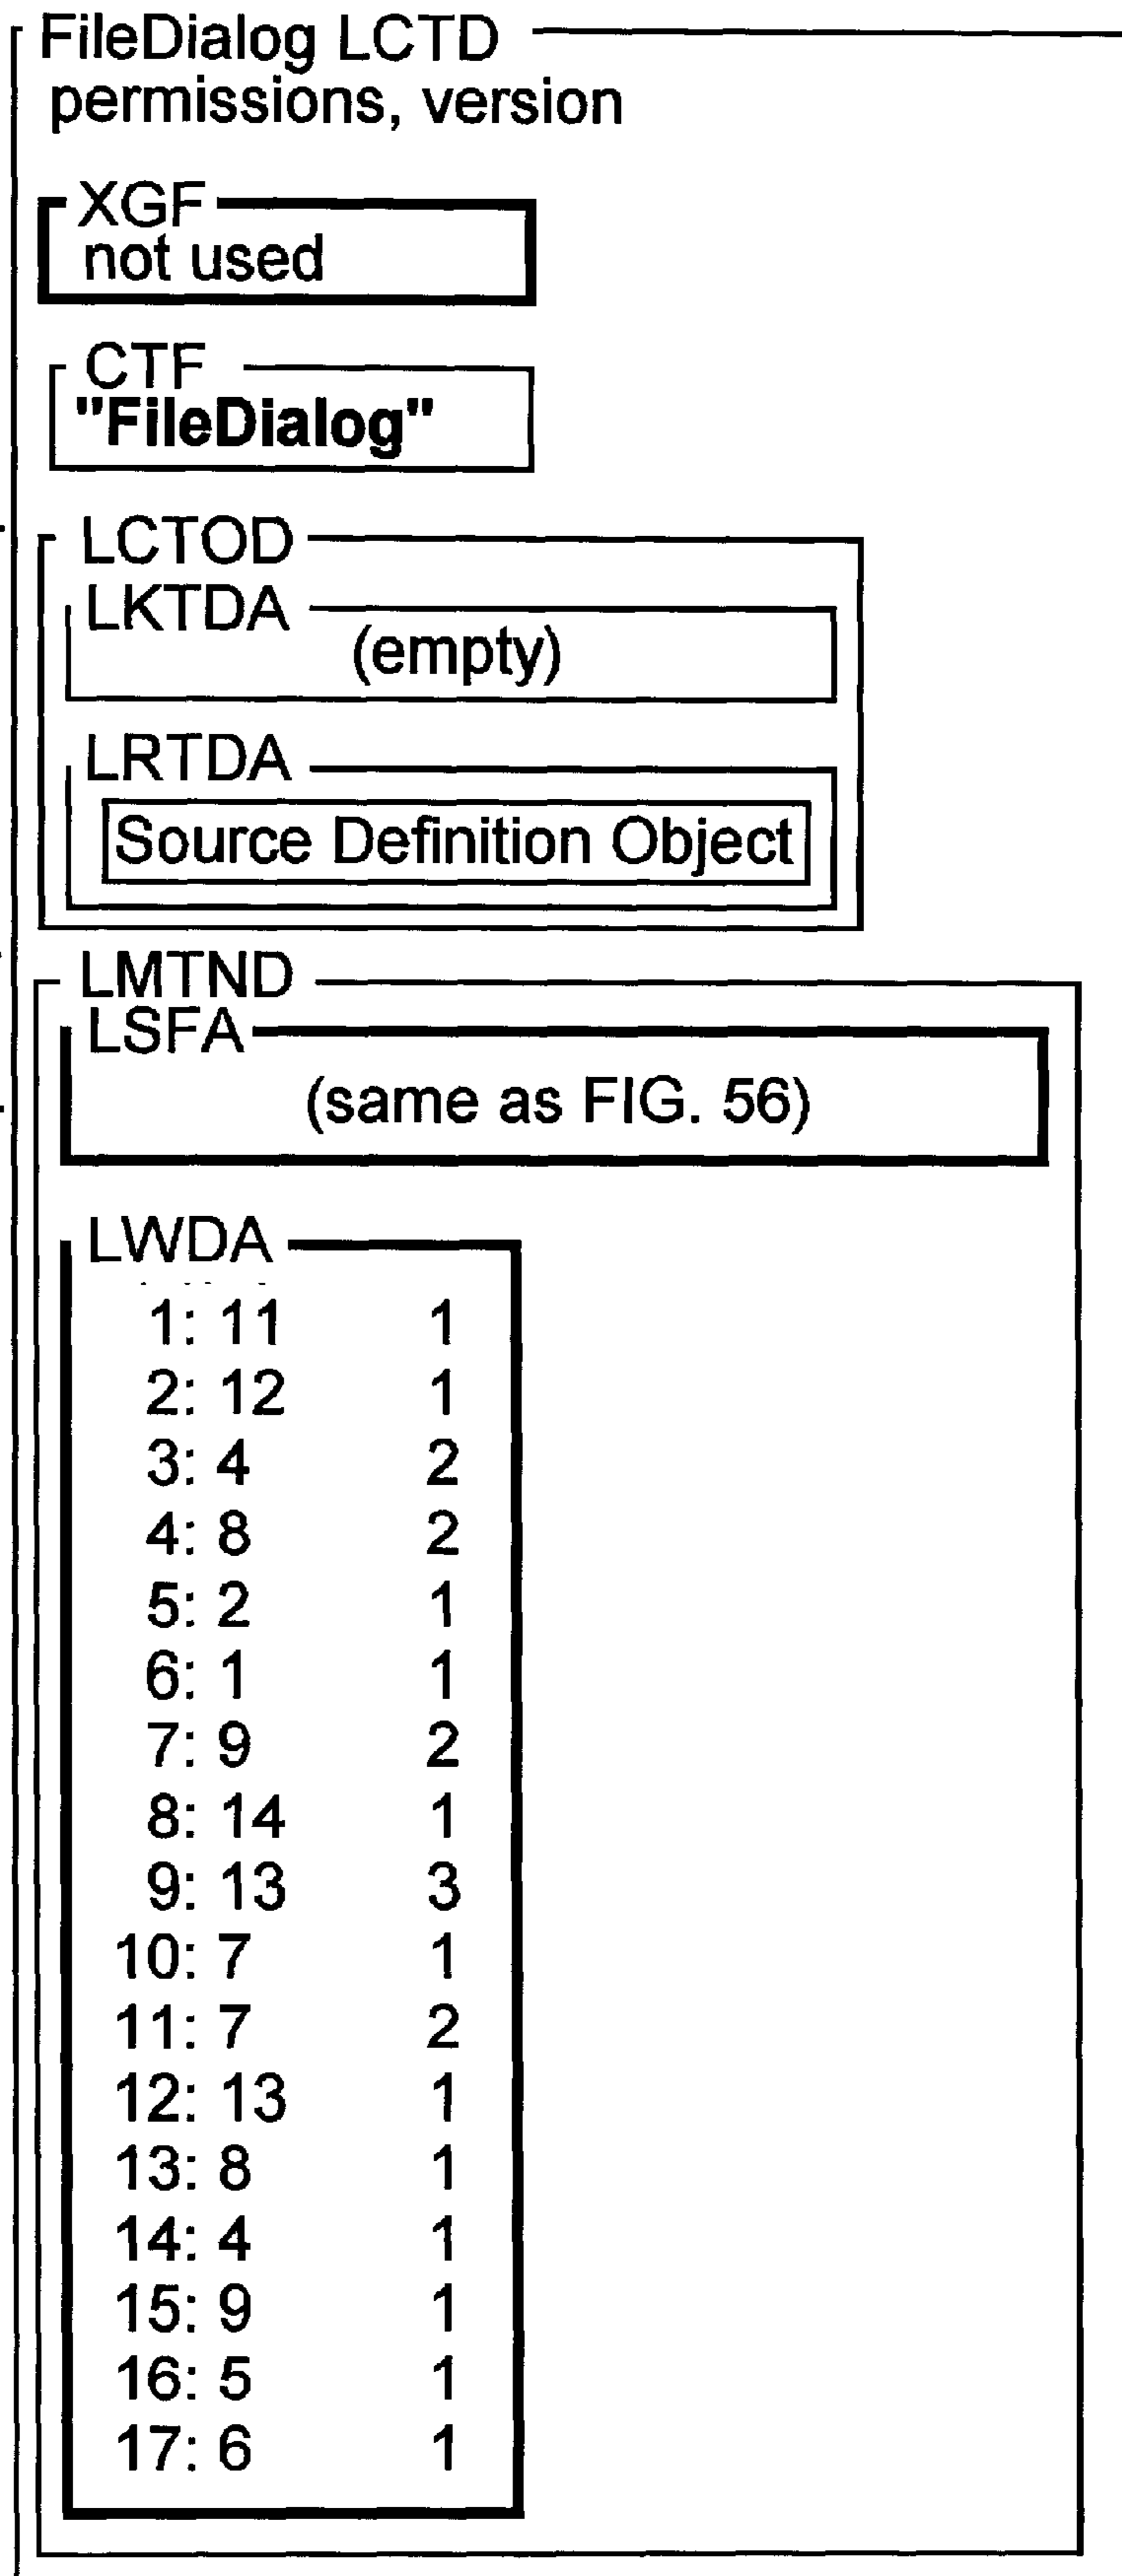 FileDialog LCTD
permissions, version
XGF
not used
CTF
"FileDialog"
LCTOD
LKTDA
(empty)
LRTDA
Source Definition Object
LMTND
LSFA
(same as FIG. 56)
LWDA
1: 11 1
2: 12 1
3: 4 2
4: 8 2
5: 2 1
6: 1 1
7: 9 2
8: 14 1
9: 13 3
10: 7 1
11: 7 2
12: 13 1
13: 8 1
14: 4 1
15: 9 1
16: 5 1
17: 6 1